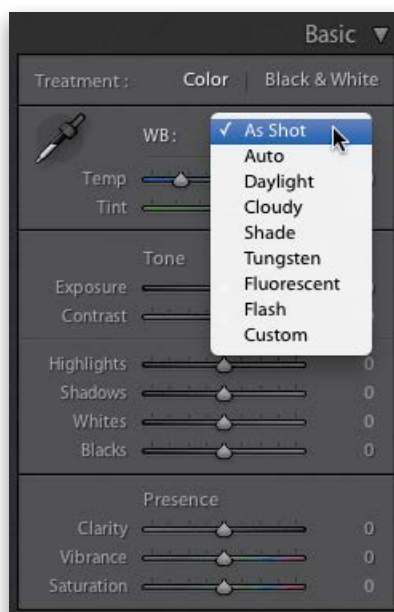 Basic
Treatment : Color | Black & White
WB: ✓ As Shot
Auto
Temp Daylight
Tint Cloudy
Shade
Tone Tungsten
Exposure Fluorescent
Contrast Flash
Custom
Highlights 0
Shadows 0
Whites 0
Blacks 0
Presence
Clarity 0
Vibrance 0
Saturation 0